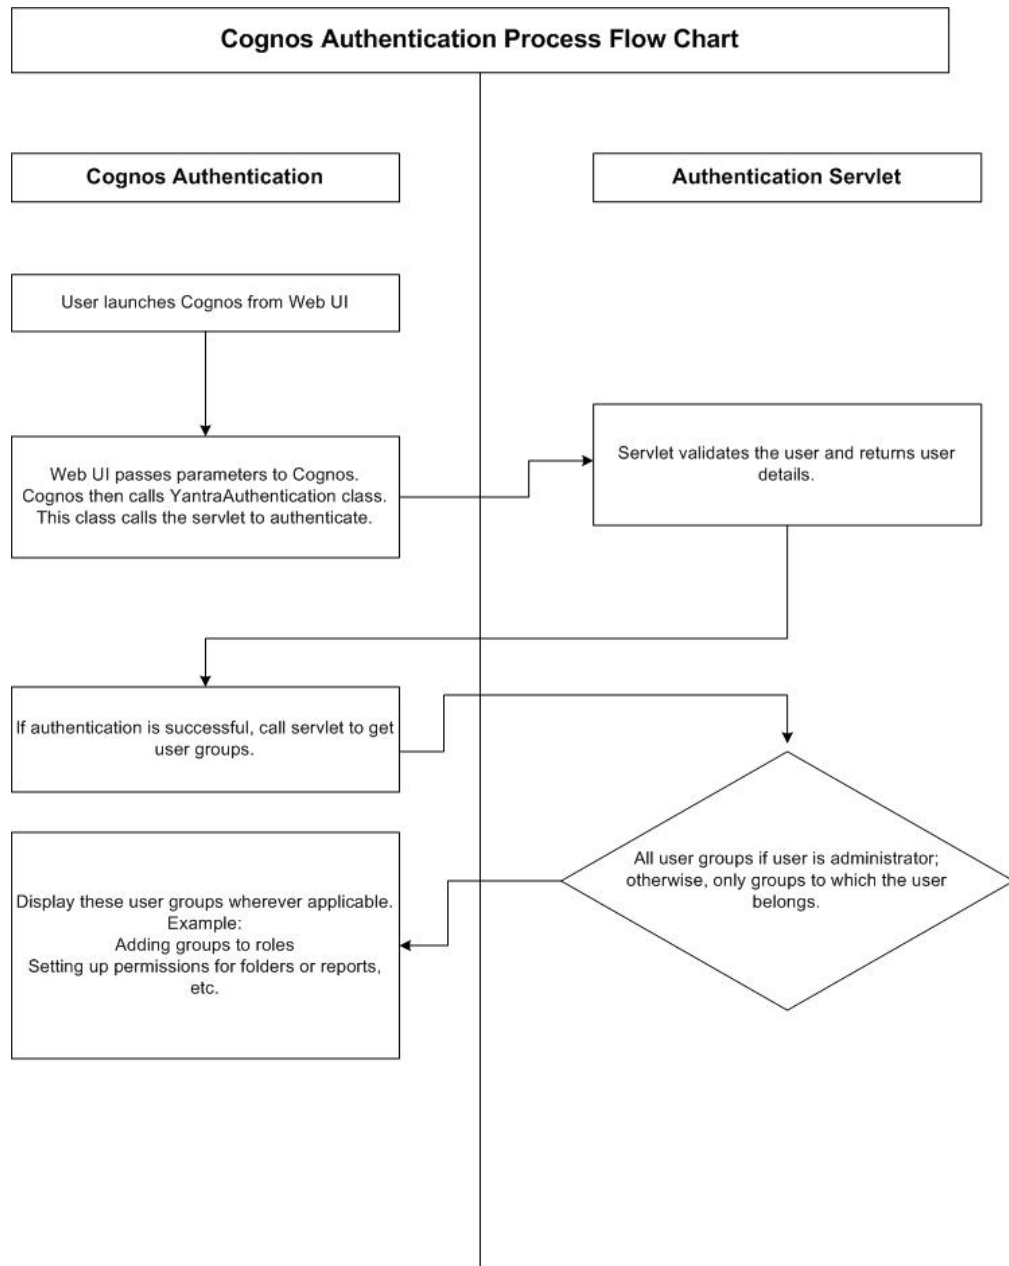 Cognos Authentication Process Flow Chart
Cognos Authentication
Authentication Servlet
User launches Cognos from Web UI
Web UI passes parameters to Cognos.
Cognos then calls YantraAuthentication class.
This class calls the servlet to authenticate.
Servlet validates the user and returns user
details.
If authentication is successful, call servlet to get
user groups.
All user groups if user is administrator;
otherwise, only groups to which the user
belongs.
Display these user groups wherever applicable.
Example:
Adding groups to roles
Setting up permissions for folders or reports,
etc.